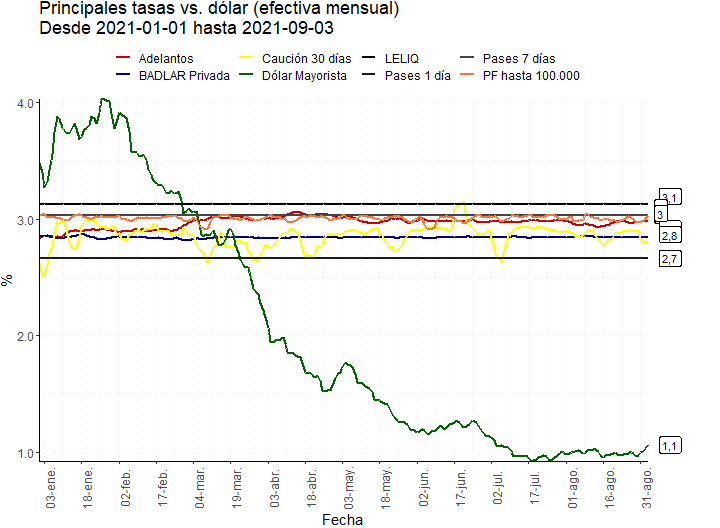 Principales tasas vs. dólar (efectiva mensual)
Desde 2021-01-01 hasta 2021-09-03
Adelantos Caución 30 días LELIQ Pases 7 días
BADLAR Privada Dólar Mayorista Pases 1 día PF hasta 100.000
4.0
3.0
2.0
1.0
%
3,1
3
2,8
2,7
1,1
03-ene. 18-ene. 02-feb. 17-feb. 04-mar. 19-mar. 03-abr. 18-abr. 03-may. 18-may. 02-jun. 17-jun. 02-jul. 17-jul. 01-ago. 16-ago. 31-ago.
Fecha